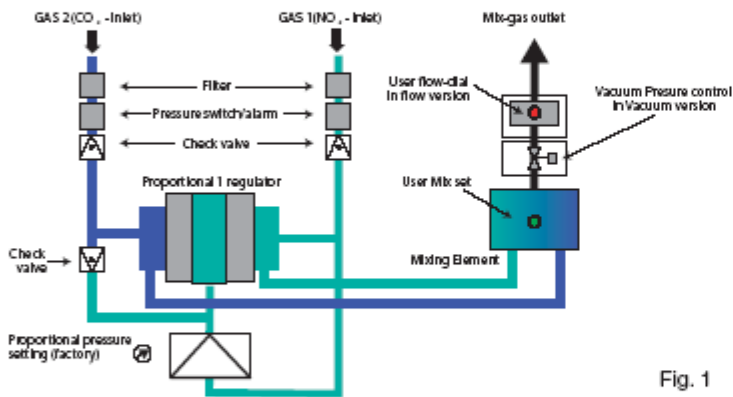 GAS 2(CO, -Inlet)
GAS 1(NO, - Inlet)
Mix-gas outlet
Filter
Pressure switch/alarm
Check valve
User flow-dial
In flow version
Vacuum Presure control
In Vacuum version
Proportional 1 regulator
User Mix set
Check
valve
Mixing Element
Proportional pressure
setting (factory)
Fig. 1